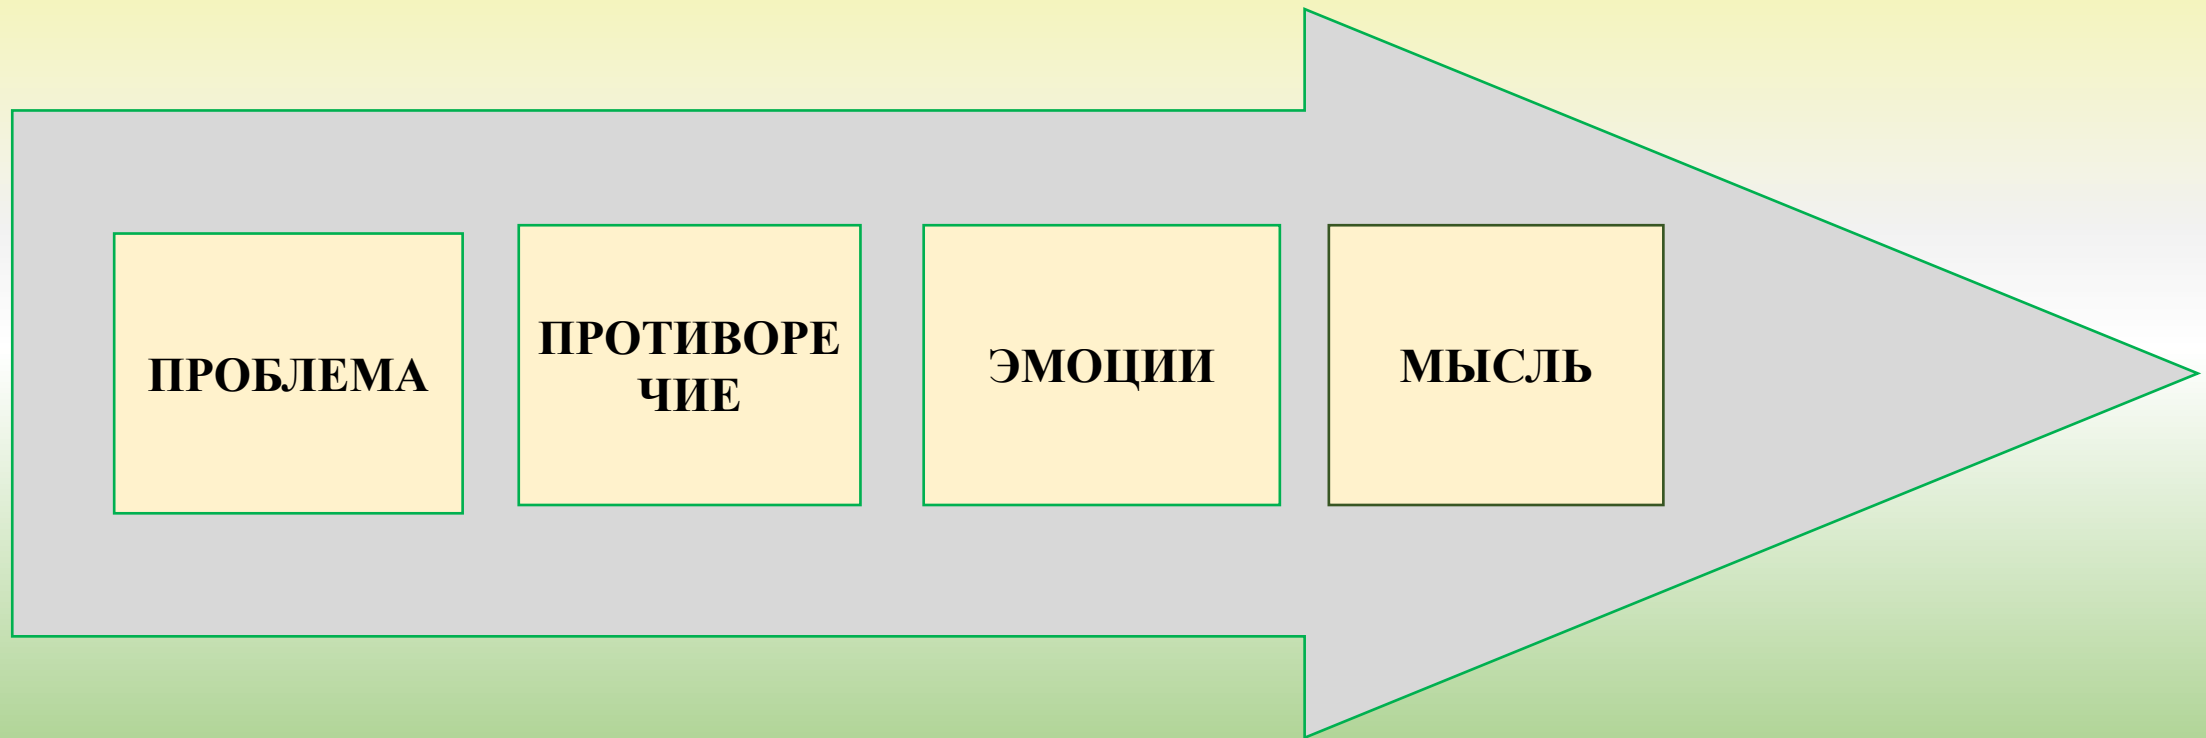 ПРОБЛЕМА
ПРОТИВОРЕ
ЧИЕ
ЭМОЦИИ
МЫСЛЬ